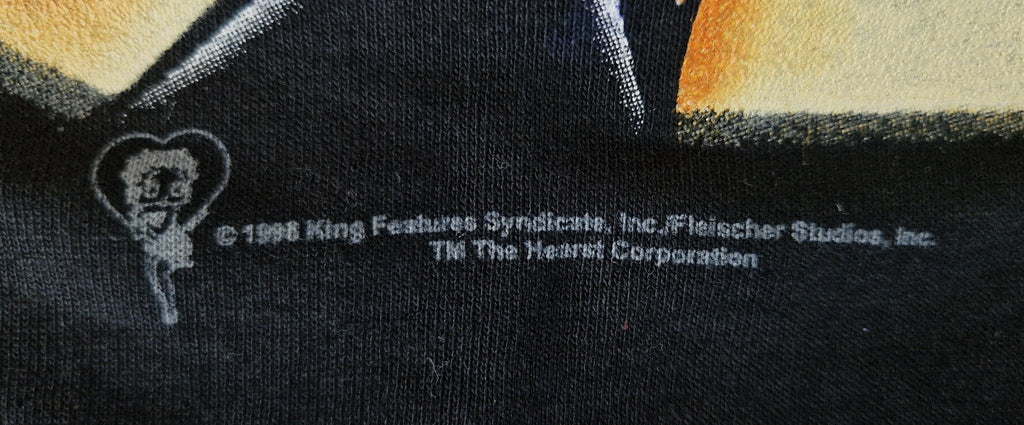 © King Features Syndicate, Inc./Fleischer Studios, Inc.
TM The Hearst Corporation